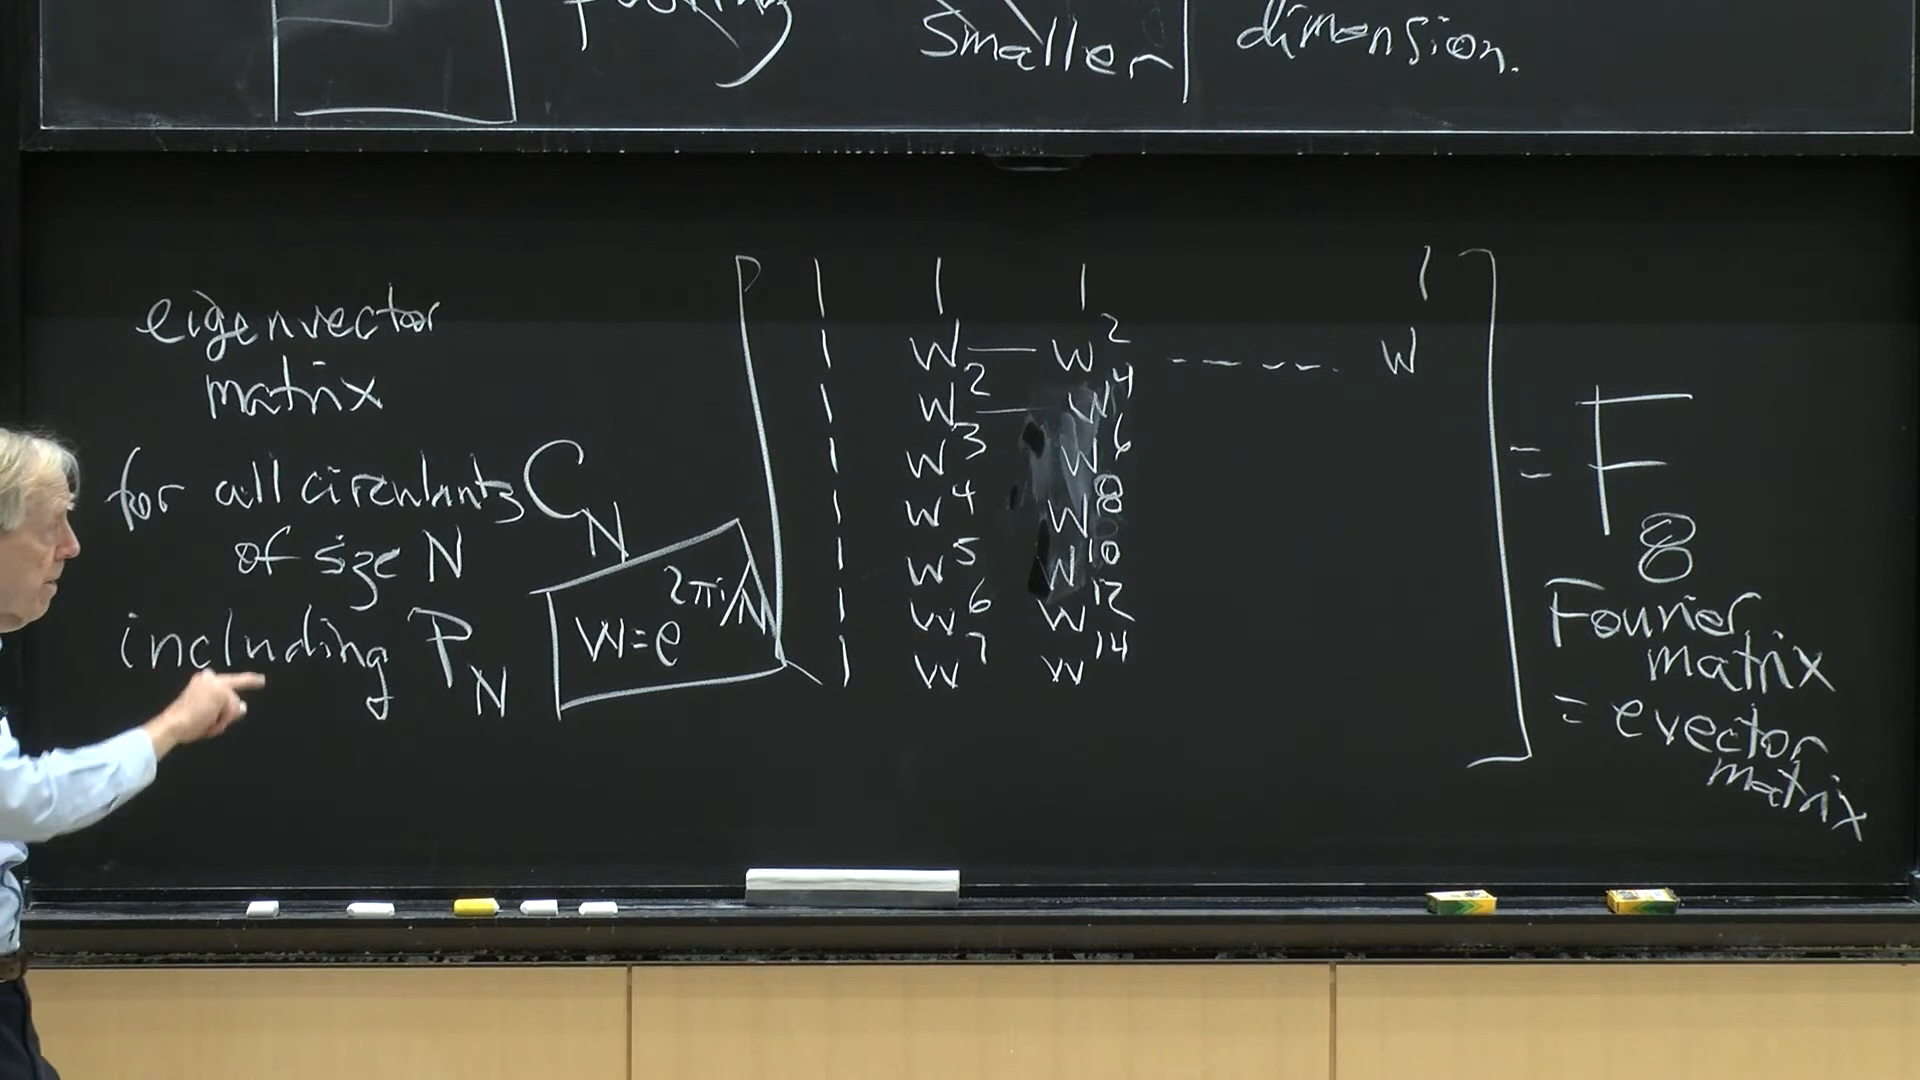 smaller
dimension.
eigenvector
matrix
for all circulants C_N
of size N
including P_N
w=e^{2πi/N}
1 1 1 1
1 w — w^2 ----- w
1 w^2 — w^4
1 w^3 w^6
1 w^4 w^8
1 w^5 w^10
1 w^6 w^12
1 w^7 w^14
= F_8
Fourier
matrix
= evector
matrix